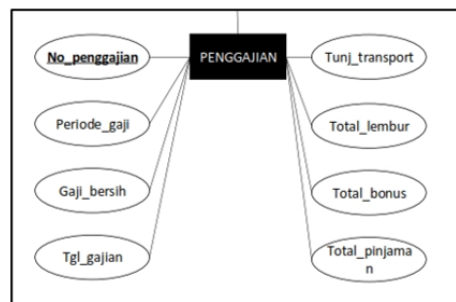 No_penggajian
PENGGAJIAN
Tunj_transport
Periode_gaji
Total_lembur
Gaji_bersih
Total_bonus
Tgl_gajian
Total_pinjama
n